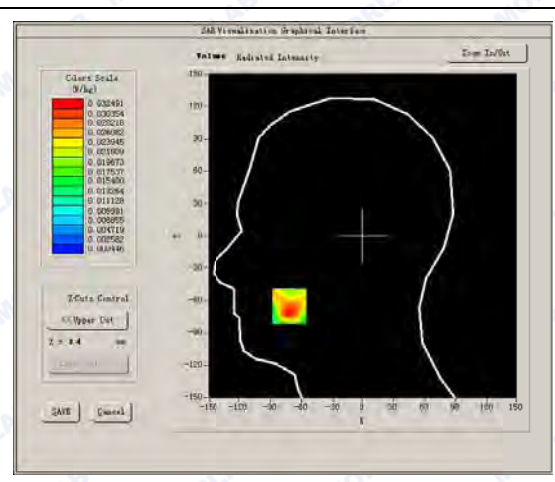 SAR Visualisation Graphical Interface
Volume Radiated Intensity
Zoom In/Out
Colors Scale
(W/kg)
0.032491
0.030354
0.028218
0.026082
0.023945
0.021809
0.019673
0.017537
0.015400
0.013264
0.011128
0.008991
0.006855
0.004719
0.002582
0.000446
150
120
90
60
30
0
-30
-60
-90
-120
-150
-150 -120 -90 -60 -30 0 30 60 90 120 150
X
Z-Cuts Control
<<Upper Cut
Z = 3.4 mm
SAVE
Cancel